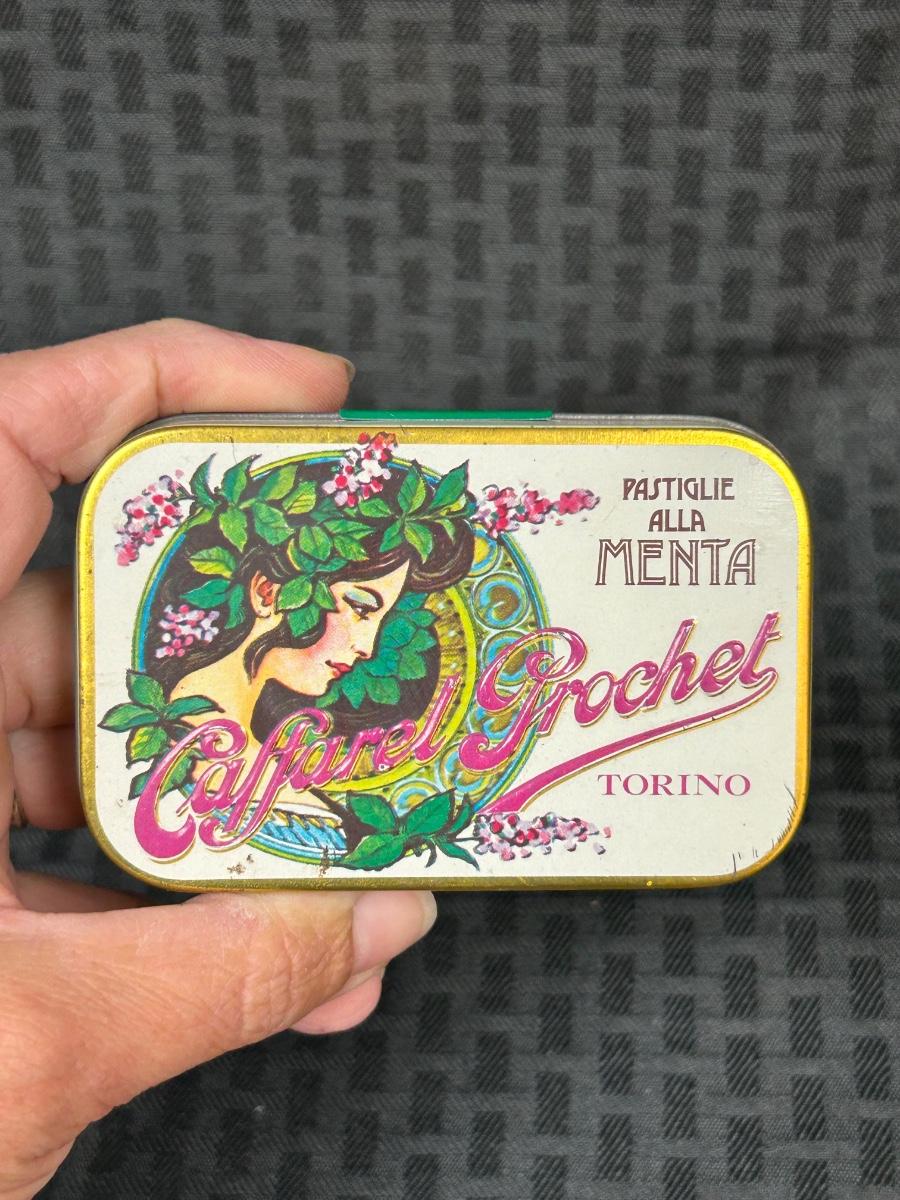 PASTIGLIE
ALLA
MENTA
Caffarel Prochet
TORINO